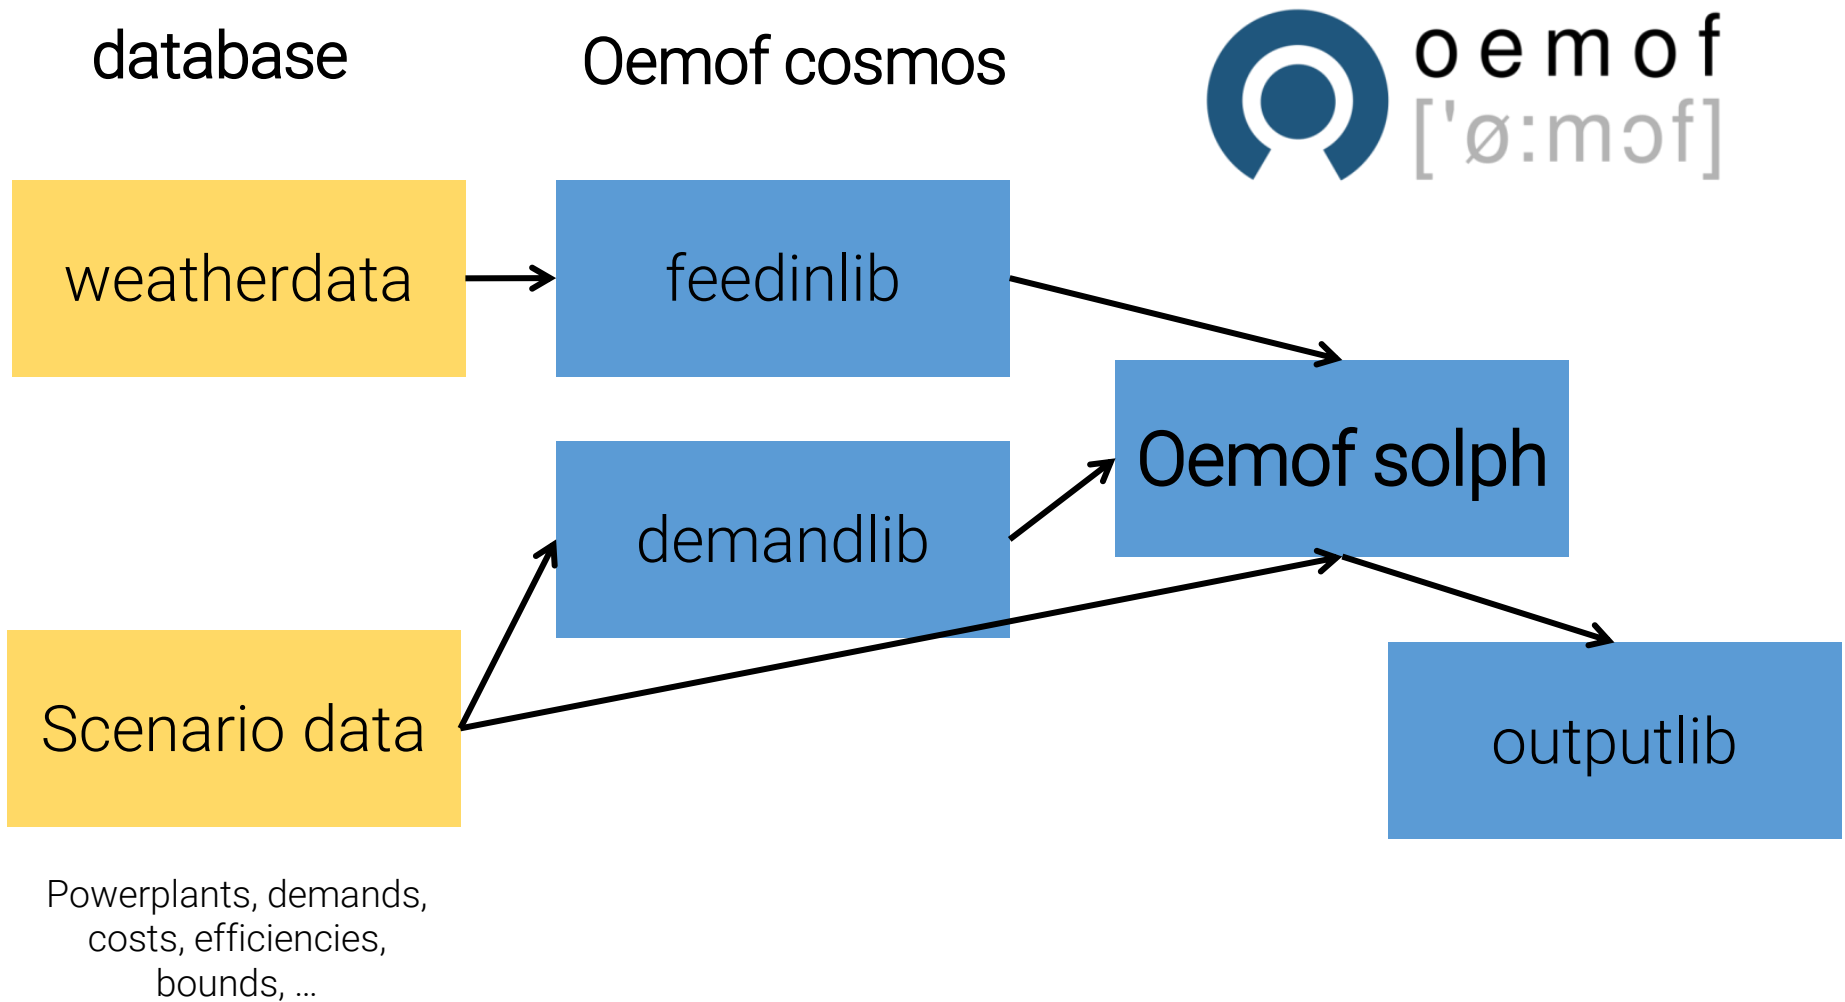 database
Oemof cosmos
oemof
['ø:mɔf]
weatherdata
feedinlib
Oemof solph
demandlib
Scenario data
outputlib
Powerplants, demands,
costs, efficiencies,
bounds, ...